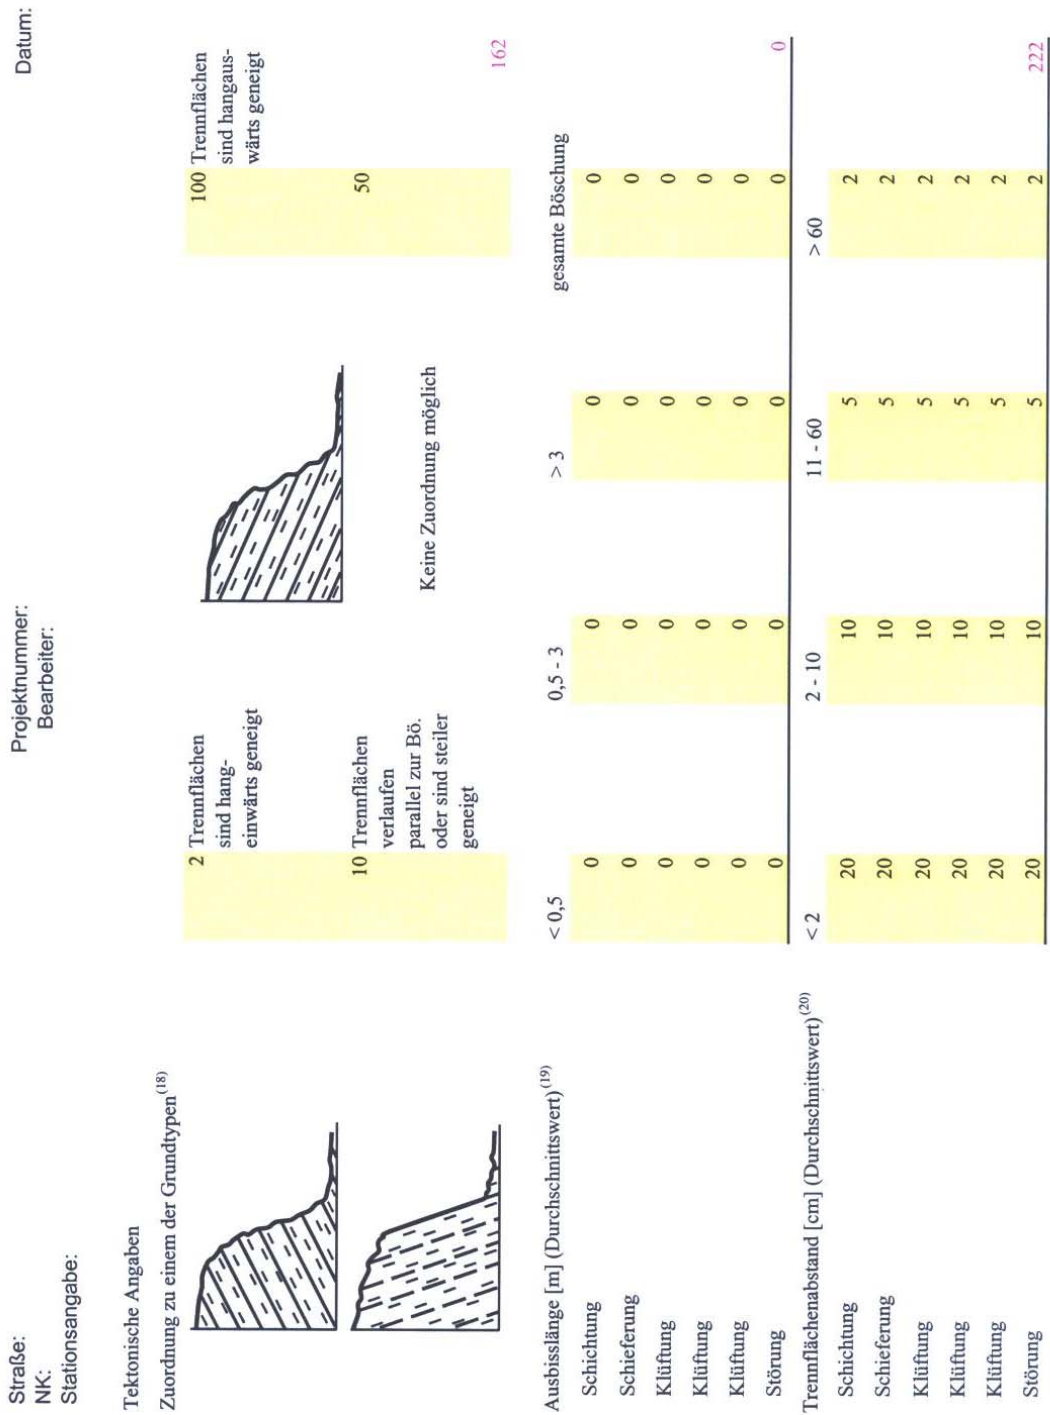 Straße: Projektnummer: Datum:
NK: Bearbeiter:
Stationsangabe:
Tektonische Angaben
Zuordnung zu einem der Grundtypen(18)
2 Trennflächen
sind hang-
einwärts geneigt
100 Trennflächen
sind hangaus-
wärts geneigt
10 Trennflächen
verlaufen
parallel zur Bö.
oder sind steiler
geneigt
Keine Zuordnung möglich
50
162
Ausbisslänge [m] (Durchschnittswert)(19) < 0,5 0,5 - 3 > 3 gesamte Böschung
Schichtung 0 0 0 0
Schieferung 0 0 0 0
Klüftung 0 0 0 0
Klüftung 0 0 0 0
Klüftung 0 0 0 0
Störung 0 0 0 0 0
Trennflächenabstand [cm] (Durchschnittswert)(20) < 2 2 - 10 11 - 60 > 60
Schichtung 20 10 5 2
Schieferung 20 10 5 2
Klüftung 20 10 5 2
Klüftung 20 10 5 2
Klüftung 20 10 5 2
Störung 20 10 5 2 222